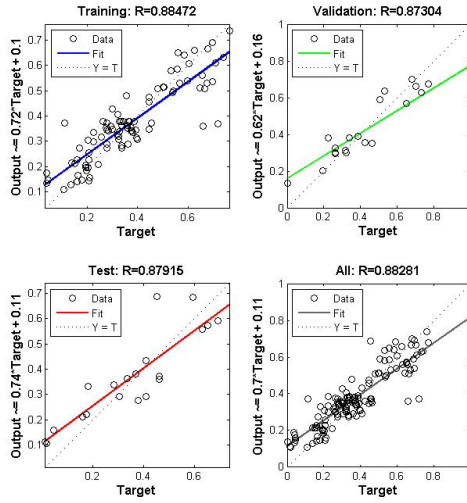 Training: R=0.88472
Data
Fit
Y = T
Output ~= 0.72*Target + 0.1
0.7
0.6
0.5
0.4
0.3
0.2
0.1
0.2 0.4 0.6
Target
Validation: R=0.87304
Data
Fit
Y = T
Output ~= 0.62*Target + 0.16
1
0.8
0.6
0.4
0.2
0
0 0.2 0.4 0.6 0.8
Target
Test: R=0.87915
Data
Fit
Y = T
Output ~= 0.74*Target + 0.11
0.7
0.6
0.5
0.4
0.3
0.2
0.1
0.2 0.4 0.6
Target
All: R=0.88281
Data
Fit
Y = T
Output ~= 0.7*Target + 0.11
1
0.8
0.6
0.4
0.2
0
0 0.2 0.4 0.6 0.8
Target